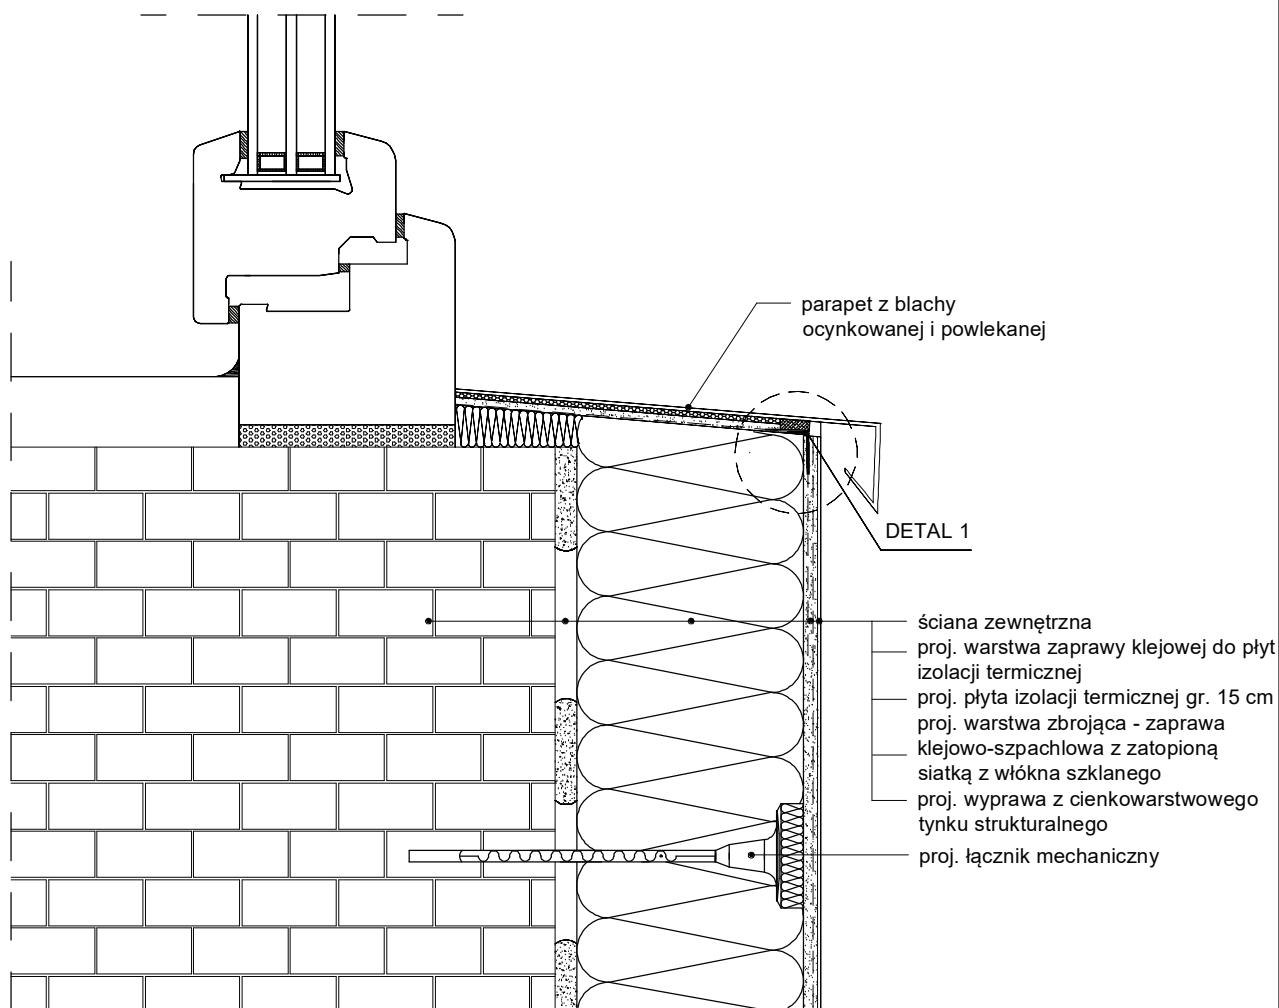 parapet z blachy
ocynkowanej i powlekanej
DETAL 1
ściana zewnętrzna
proj. warstwa zaprawy klejowej do płyt
izolacji termicznej
proj. płyta izolacji termicznej gr. 15 cm
proj. warstwa zbrojąca - zaprawa
klejowo-szpachlowa z zatopioną
siatką z włókna szklanego
proj. wyprawa z cienkowarstwowego
tynku strukturalnego
proj. łącznik mechaniczny